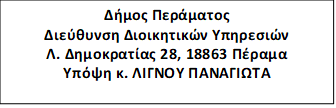 Δήμος Περάματος
Διεύθυνση Διοικητικών Υπηρεσιών
Λ. Δημοκρατίας 28, 18863 Πέραμα
Υπόψη κ. ΛΙΓΝΟΥ ΠΑΝΑΓΙΩΤΑ